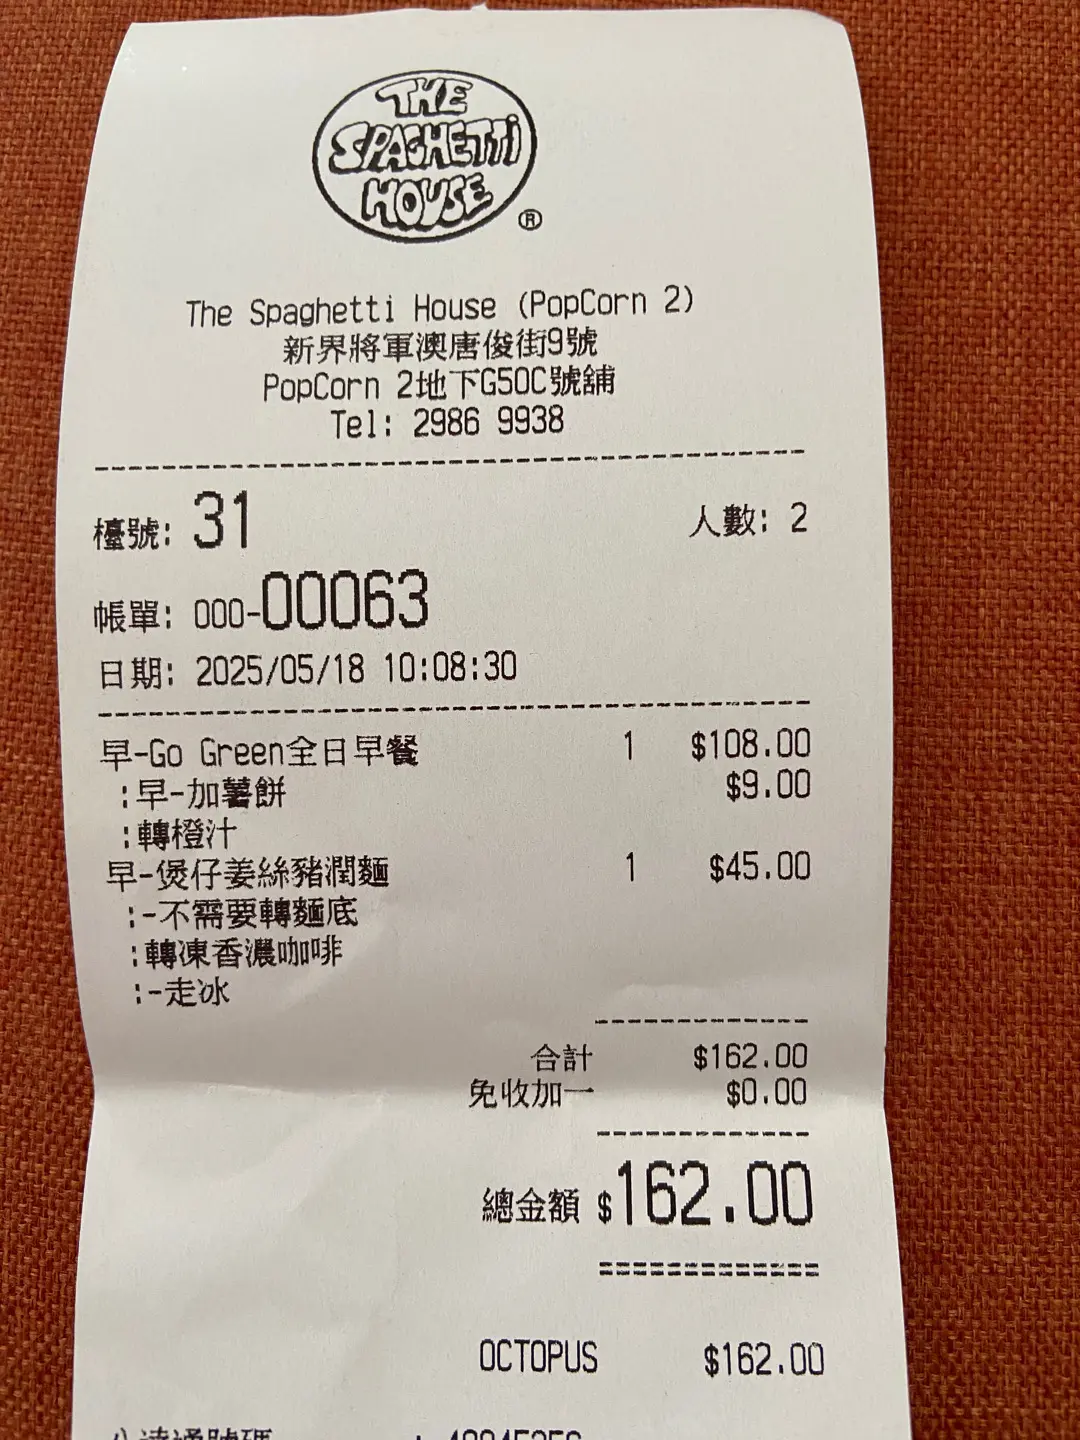 THE
SPAGHETTI
HOUSE
®
The Spaghetti House (PopCorn 2)
新界將軍澳唐俊街9號
PopCorn 2地下G50C號舖
Tel: 2986 9938
檯號: 31 人數: 2
帳單: 000-00063
日期: 2025/05/18 10:08:30
早-Go Green全日早餐 1 $108.00
:早-加薯餅 $9.00
:轉橙汁
早-煲仔姜絲豬潤麵 1 $45.00
:-不需要轉麵底
:轉凍香濃咖啡
:-走冰
合計 $162.00
免收加一 $0.00
總金額 $162.00
OCTOPUS $162.00